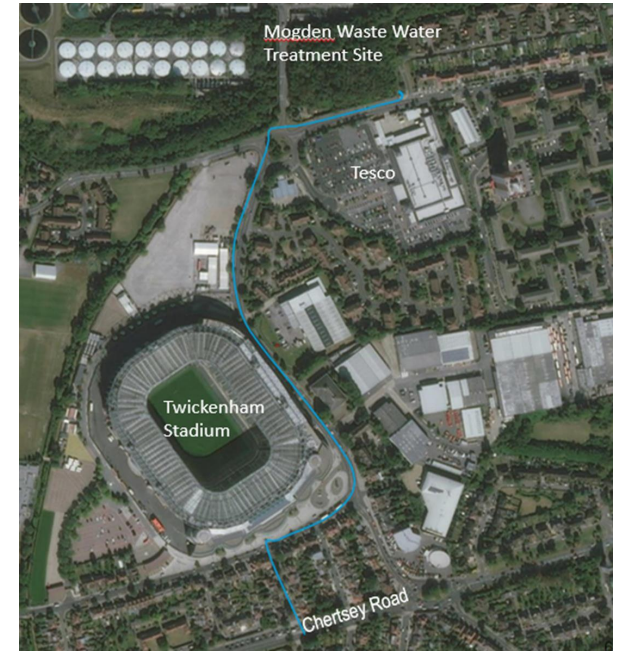 Mogden Waste Water
Treatment Site
Tesco
Twickenham
Stadium
Chertsey Road